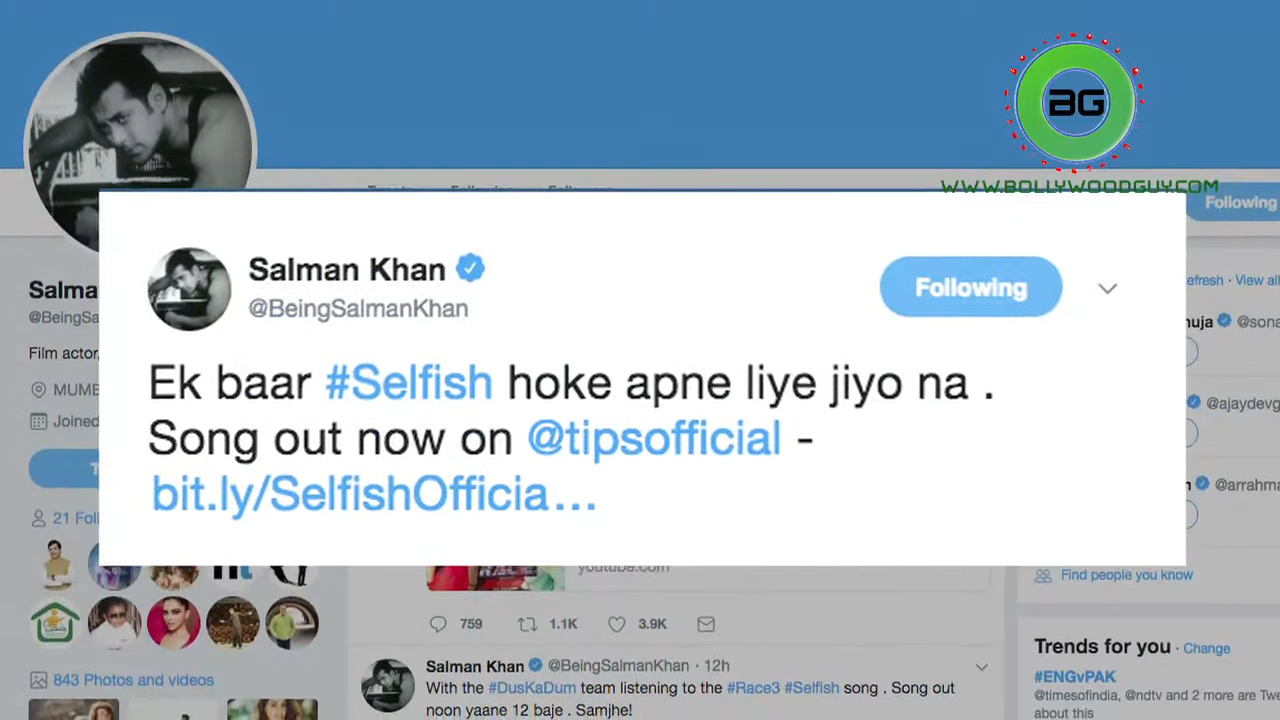 BG
WWW.BOLLYWOODGUY.COM
Following
Salman Khan
@BeingSalmanKhan
Following
Ek baar #Selfish hoke apne liye jiyo na .
Song out now on @tipsofficial -
bit.ly/SelfishOfficia…
Salma
@BeingSa
Film actor,
MUMB
Joined
T
21 Foll
843 Photos and videos
youtube.com
759 1.1K 3.9K
Salman Khan @BeingSalmanKhan · 12h
With the #DusKaDum team listening to the #Race3 #Selfish song . Song out
noon yaane 12 baje . Samjhe!
efresh · View all
uja @sona
@ajaydevg
n @arrahma
Find people you know
Trends for you · Change
#ENGvPAK
@timesofindia, @ndtv and 2 more are Twe
about this